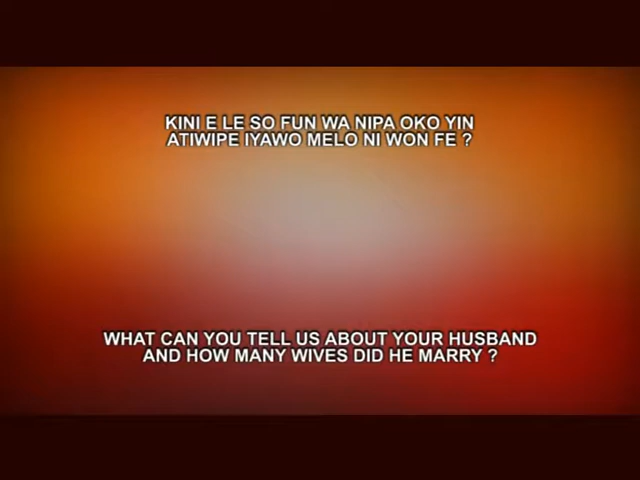 KINI E LE SO FUN WA NIPA OKO YIN
ATIWIPE IYAWO MELO NI WON FE ?
WHAT CAN YOU TELL US ABOUT YOUR HUSBAND
AND HOW MANY WIVES DID HE MARRY ?